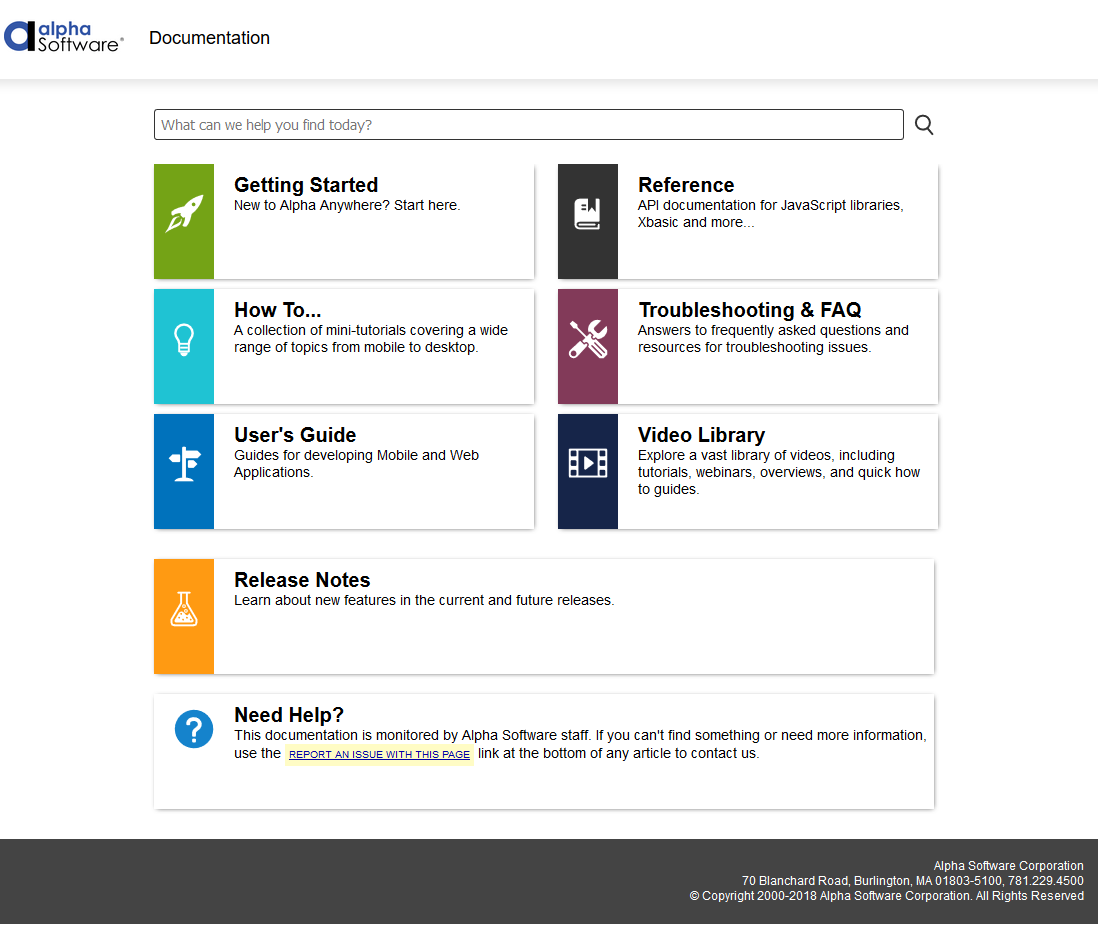 alpha
Software®
Documentation
What can we help you find today?
Getting Started
New to Alpha Anywhere? Start here.
Reference
API documentation for JavaScript libraries,
Xbasic and more...
How To...
A collection of mini-tutorials covering a wide
range of topics from mobile to desktop.
Troubleshooting & FAQ
Answers to frequently asked questions and
resources for troubleshooting issues.
User's Guide
Guides for developing Mobile and Web
Applications.
Video Library
Explore a vast library of videos, including
tutorials, webinars, overviews, and quick how
to guides.
Release Notes
Learn about new features in the current and future releases.
?
Need Help?
This documentation is monitored by Alpha Software staff. If you can't find something or need more information,
use the REPORT AN ISSUE WITH THIS PAGE link at the bottom of any article to contact us.
Alpha Software Corporation
70 Blanchard Road, Burlington, MA 01803-5100, 781.229.4500
© Copyright 2000-2018 Alpha Software Corporation. All Rights Reserved